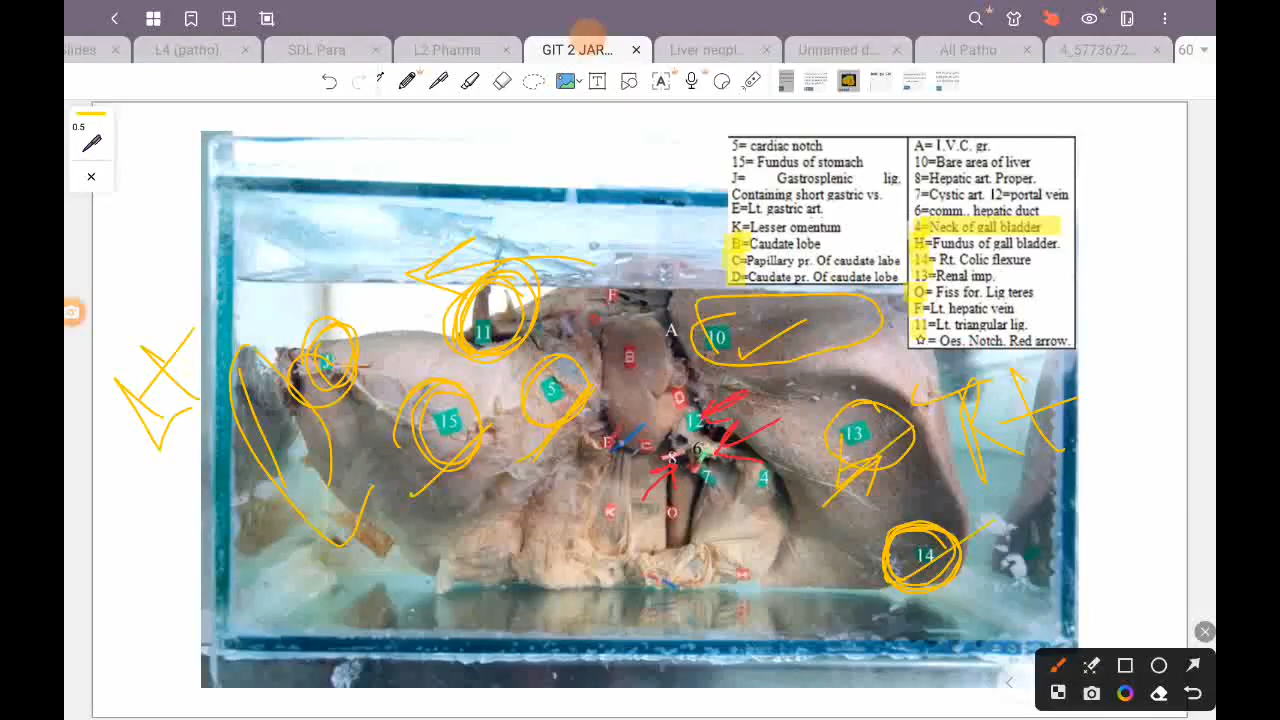 Slides
L4 (patho)
SDL Para
L2 Pharma
GIT 2 JAR...
Liver neopl...
Unnamed d...
All Patho
4_5773672...
60
0.5
5= cardiac notch
15= Fundus of stomach
J= Gastrosplenic lig.
Containing short gastric vs.
E=Lt. gastric art.
K=Lesser omentum
B=Caudate lobe
C=Papillary pr. Of caudate labe
D=Caudate pr. Of caudate lobe
A= I.V.C. gr.
10=Bare area of liver
8=Hepatic art. Proper.
7=Cystic art. 12=portal vein
6=comm.. hepatic duct
4=Neck of gall bladder
H=Fundus of gall bladder.
14= Rt. Colic flexure
13=Renal imp.
O= Fiss for. Lig teres
F=Lt. hepatic vein
11=Lt. triangular lig.
☆= Oes. Notch. Red arrow.
F
11
A
10
B
5
D
15
12
13
E
C
8
6
7
4
K
O
14
H
Lt
Rt